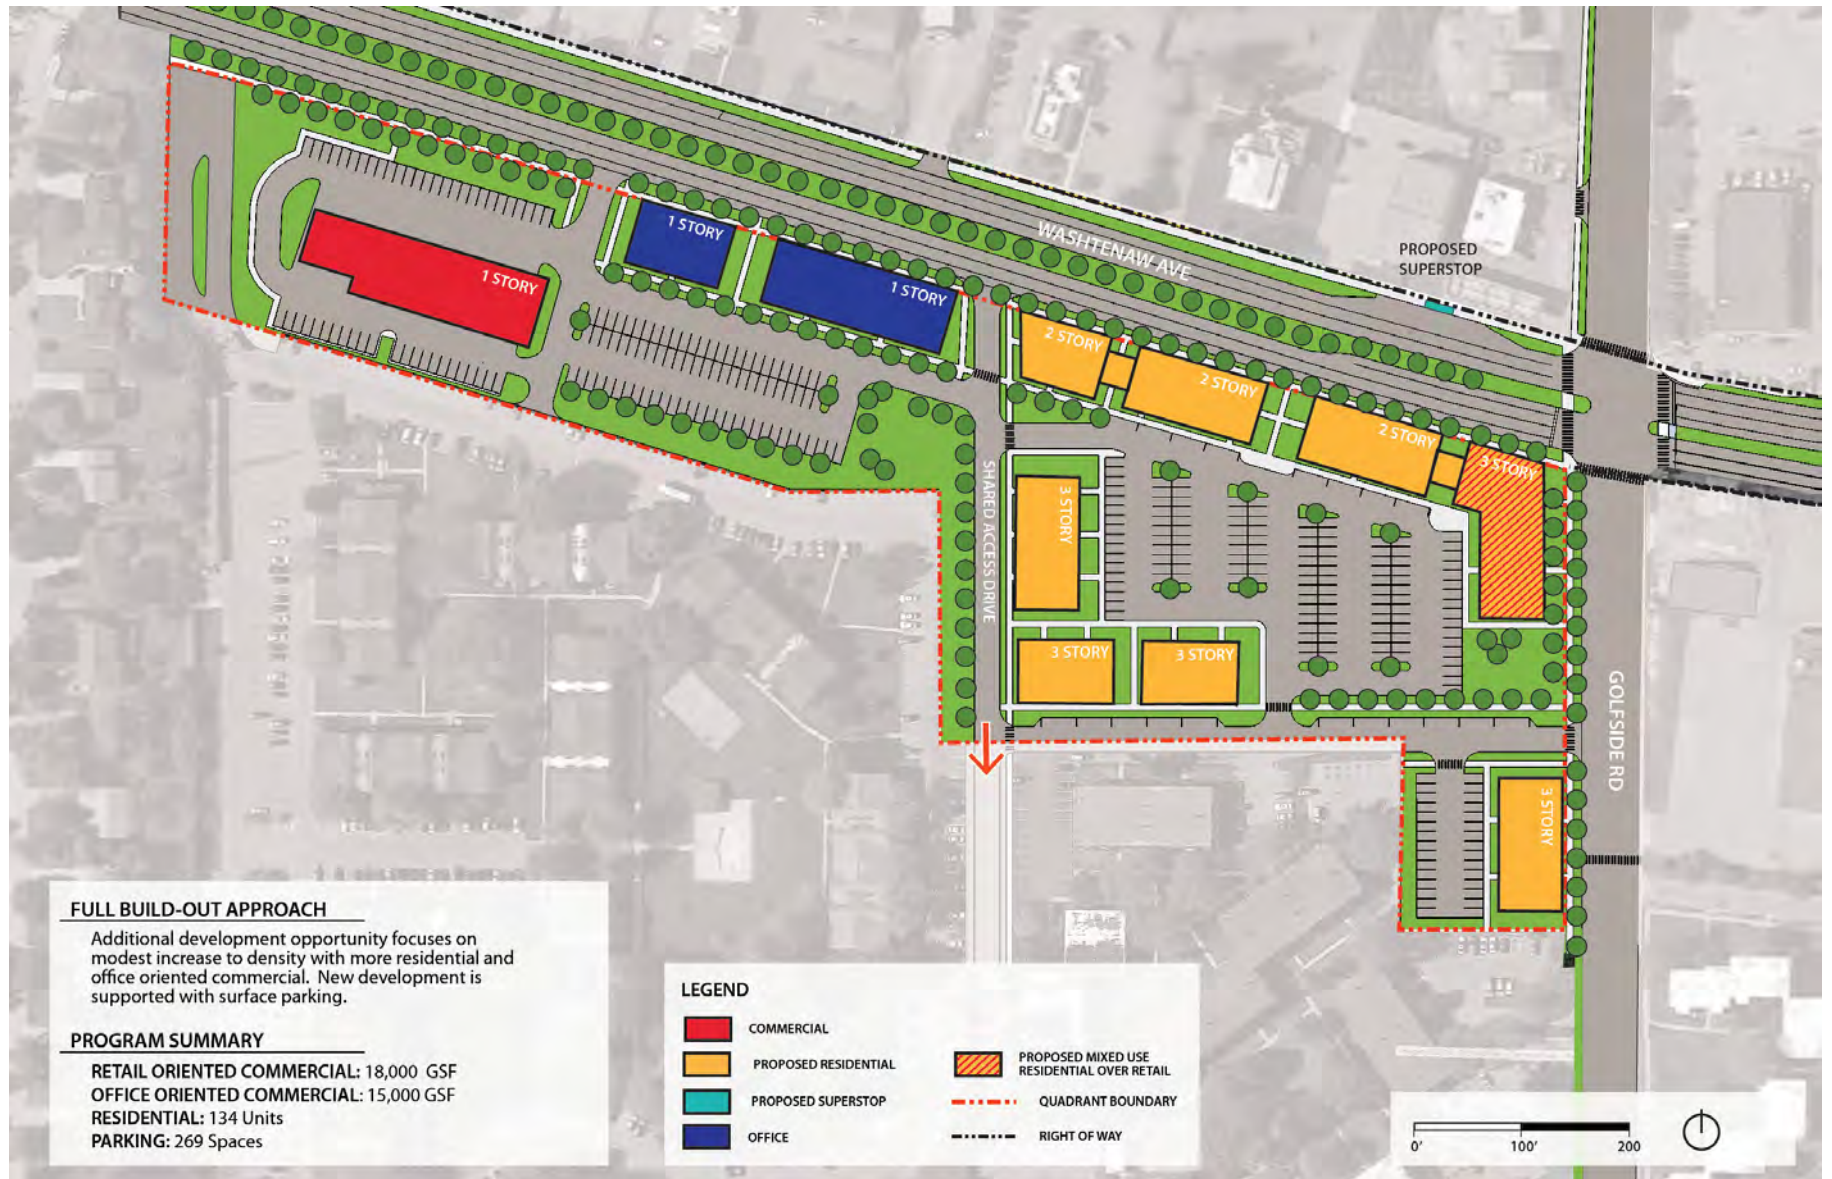 WASHTENAW AVE
PROPOSED
SUPERSTOP
1 STORY
1 STORY
1 STORY
2 STORY
2 STORY
2 STORY
3 STORY
3 STORY
SHARED ACCESS DRIVE
3 STORY
3 STORY
GOLFSIDE RD
3 STORY
FULL BUILD-OUT APPROACH
Additional development opportunity focuses on
modest increase to density with more residential and
office oriented commercial. New development is
supported with surface parking.
PROGRAM SUMMARY
RETAIL ORIENTED COMMERCIAL: 18,000 GSF
OFFICE ORIENTED COMMERCIAL: 15,000 GSF
RESIDENTIAL: 134 Units
PARKING: 269 Spaces
LEGEND
COMMERCIAL
PROPOSED RESIDENTIAL
PROPOSED SUPERSTOP
OFFICE
PROPOSED MIXED USE
RESIDENTIAL OVER RETAIL
QUADRANT BOUNDARY
RIGHT OF WAY
0' 100' 200